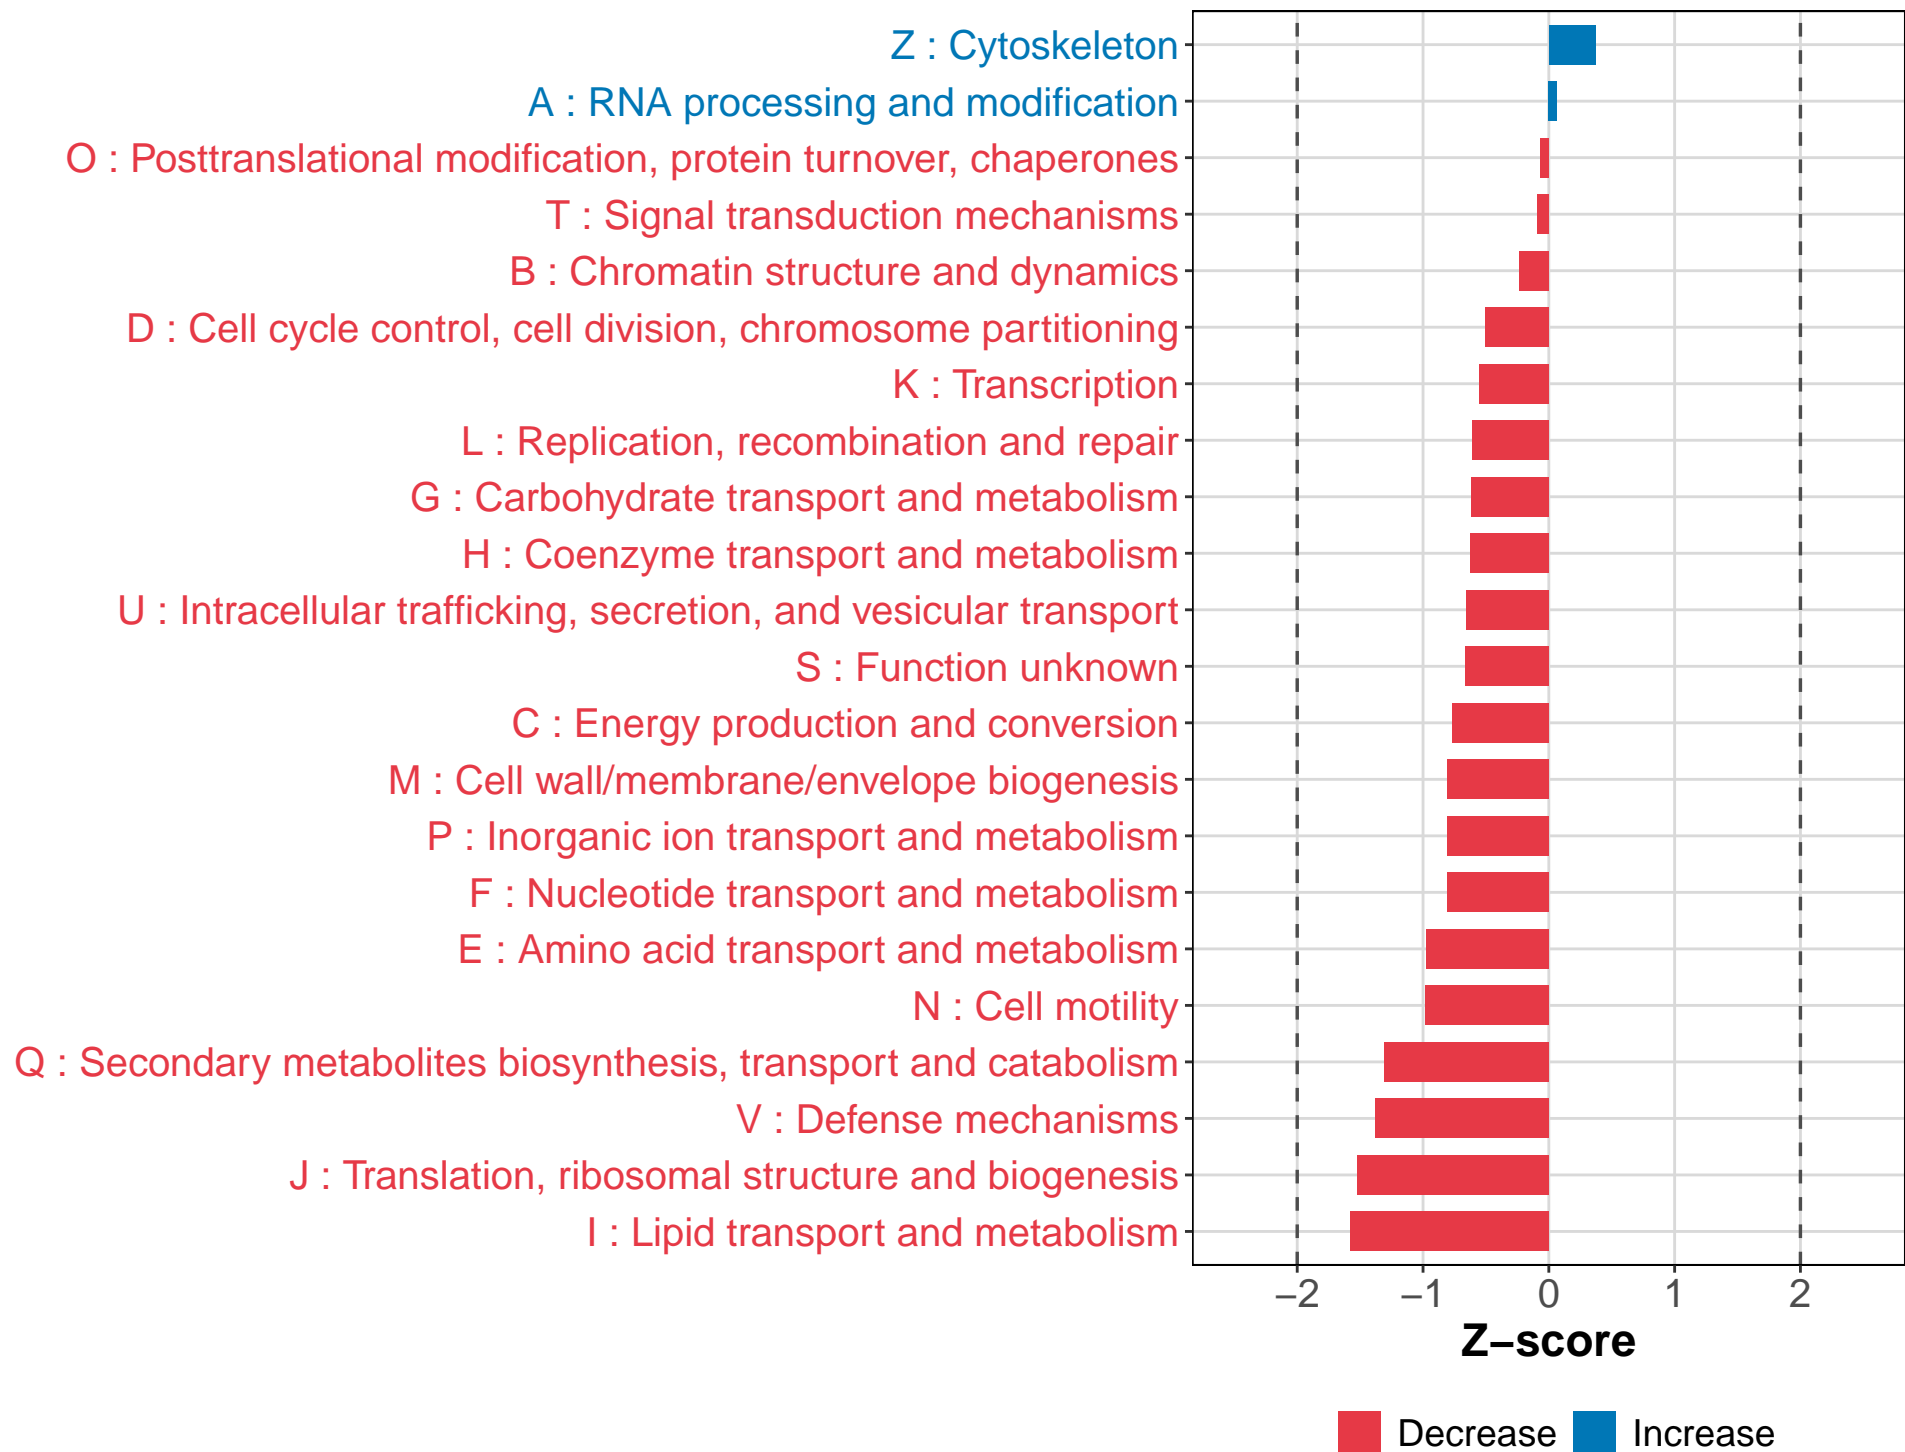 Z : Cytoskeleton
A : RNA processing and modification
O : Posttranslational modification, protein turnover, chaperones
T : Signal transduction mechanisms
B : Chromatin structure and dynamics
D : Cell cycle control, cell division, chromosome partitioning
K : Transcription
L : Replication, recombination and repair
G : Carbohydrate transport and metabolism
H : Coenzyme transport and metabolism
U : Intracellular trafficking, secretion, and vesicular transport
S : Function unknown
C : Energy production and conversion
M : Cell wall/membrane/envelope biogenesis
P : Inorganic ion transport and metabolism
F : Nucleotide transport and metabolism
E : Amino acid transport and metabolism
N : Cell motility
Q : Secondary metabolites biosynthesis, transport and catabolism
V : Defense mechanisms
J : Translation, ribosomal structure and biogenesis
I : Lipid transport and metabolism
−2 −1 0 1 2
Z−score
Decrease Increase